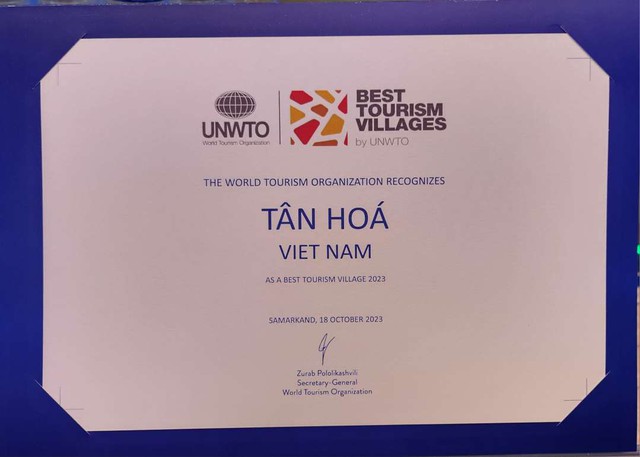 UNWTO
World Tourism Organization
BEST
TOURISM
VILLAGES
by UNWTO
THE WORLD TOURISM ORGANIZATION RECOGNIZES
TÂN HOÁ
VIET NAM
AS A BEST TOURISM VILLAGE 2023
SAMARKAND, 18 OCTOBER 2023
Zurab Pololikashvili
Secretary-General
World Tourism Organization